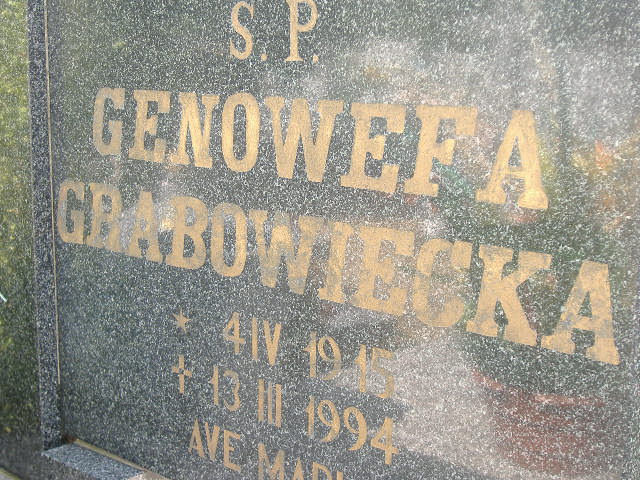 S. P.
GENOWEFA
GRABOWIECKA
* 4 IV 1915
✝ 13 III 1994
AVE